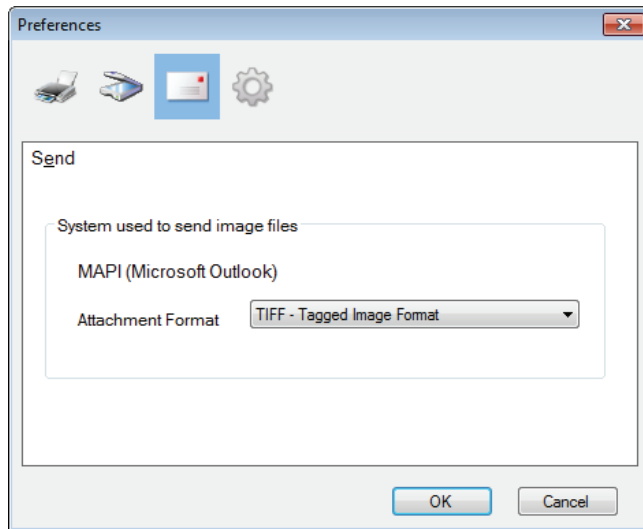 Preferences
Send
System used to send image files
MAPI (Microsoft Outlook)
Attachment Format TIFF - Tagged Image Format
OK Cancel